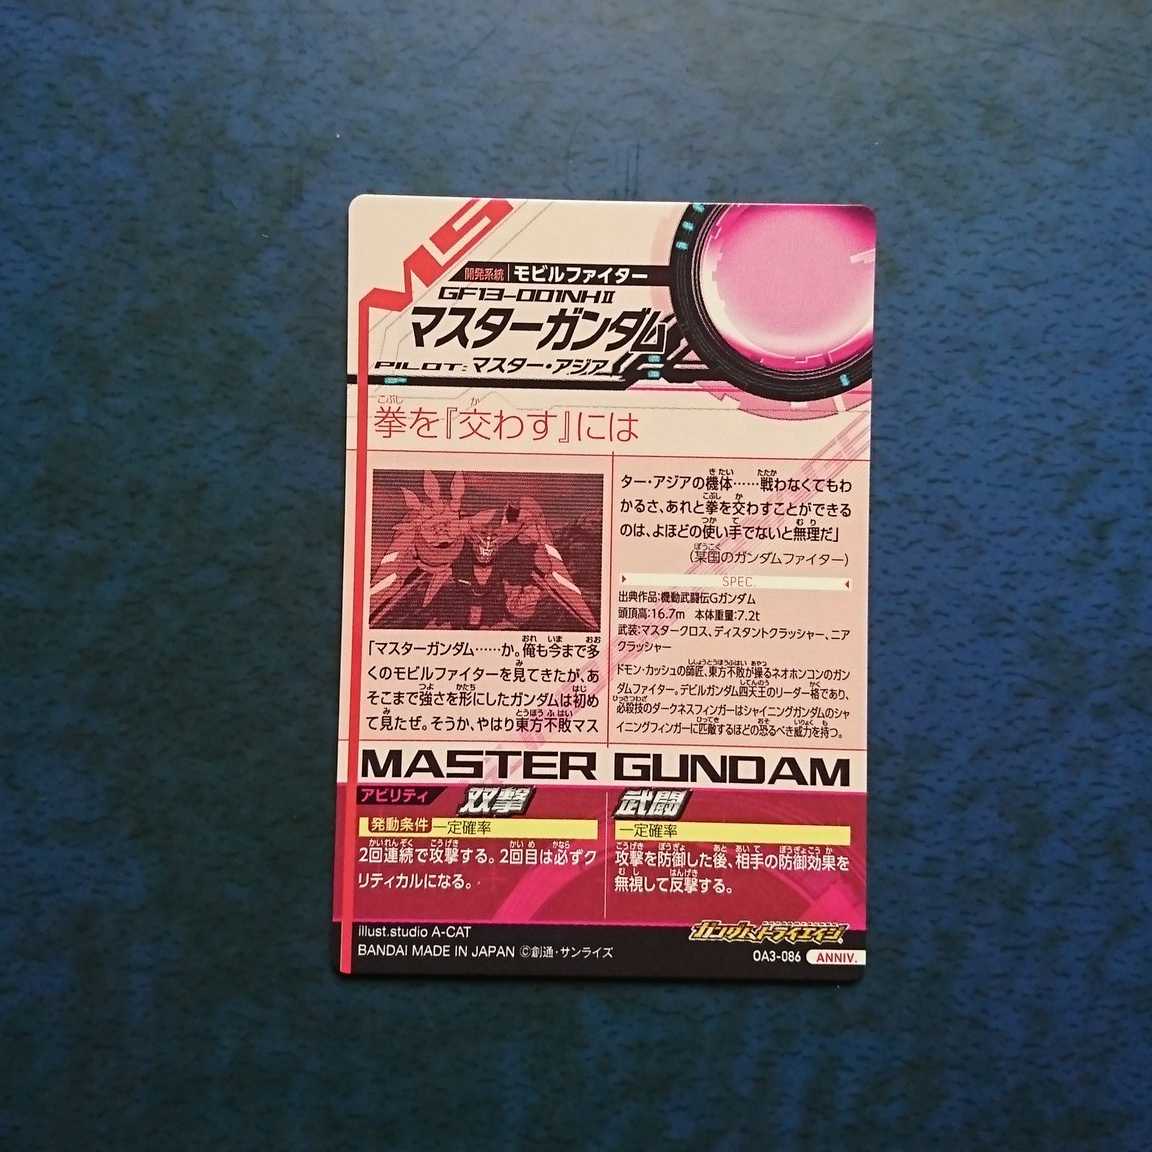 MS
開発系統 モビルファイター
GF13-001NHⅡ
マスターガンダム
PILOT: マスター・アジア
拳を『交わす』には
「マスターガンダム……か。俺も今まで多
くのモビルファイターを見てきたが、あ
そこまで強さを形にしたガンダムは初め
て見たぜ。そうか、やはり東方不敗マス
ター・アジアの機体……戦わなくてもわ
かるさ、あれと拳を交わすことができる
のは、よほどの使い手でないと無理だ」
(某国のガンダムファイター)
SPEC.
出典作品:機動武闘伝Gガンダム
頭頂高:16.7m 本体重量:7.2t
武装:マスタークロス、ディスタントクラッシャー、ニア
クラッシャー
ドモン・カッシュの師匠、東方不敗が操るネオホンコンのガン
ダムファイター。デビルガンダム四天王のリーダー格であり、
必殺技のダークネスフィンガーはシャイニングガンダムのシャ
イニングフィンガーに匹敵するほどの恐るべき威力を持つ。
MASTER GUNDAM
アビリティ 双撃
発動条件 一定確率
2回連続で攻撃する。2回目は必ずク
リティカルになる。
武闘
一定確率
攻撃を防御した後、相手の防御効果を
無視して反撃する。
illust.studio A-CAT
BANDAI MADE IN JAPAN ©創通・サンライズ
ガンダムトライエイジ
OA3-086 ANNIV.